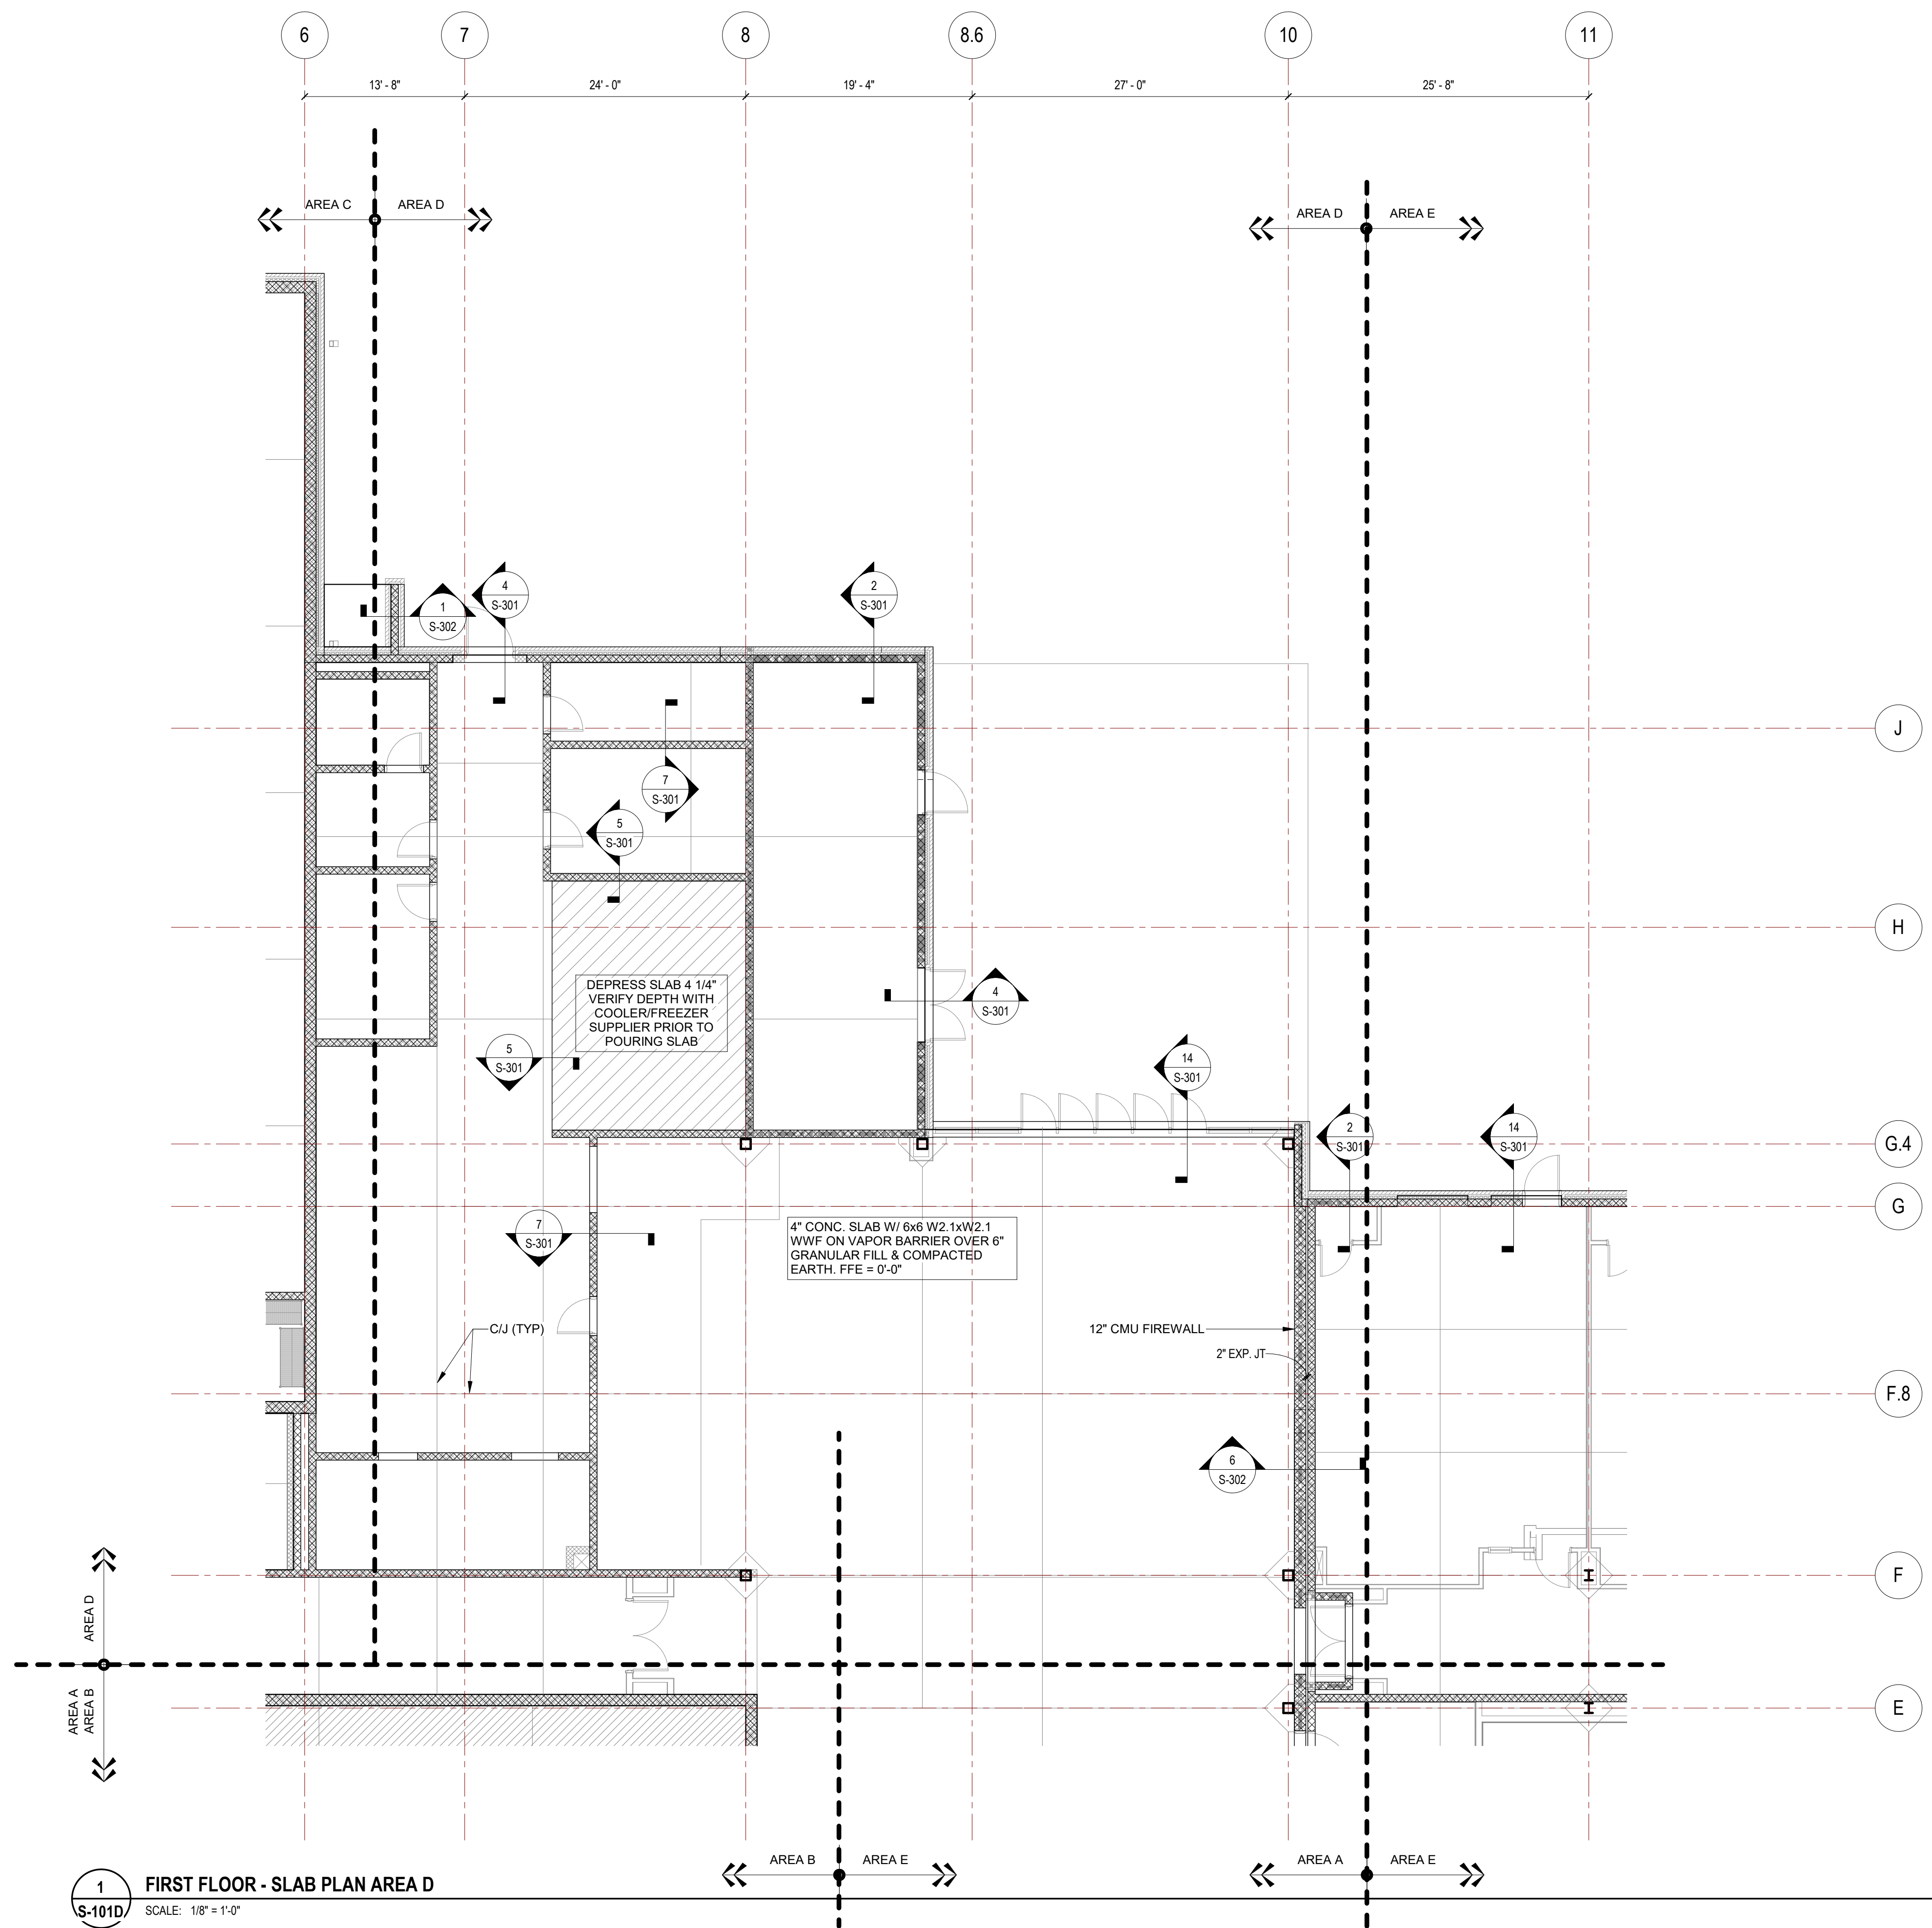 6
7
8
8.6
10
11
13' - 8"
24' - 0"
19' - 4"
27' - 0"
25' - 8"
AREA C
AREA D
AREA D
AREA E
1
S-302
4
S-301
2
S-301
J
7
S-301
5
S-301
H
DEPRESS SLAB 4 1/4"
VERIFY DEPTH WITH
COOLER/FREEZER
SUPPLIER PRIOR TO
POURING SLAB
4
S-301
5
S-301
14
S-301
2
S-301
14
S-301
G.4
G
7
S-301
4" CONC. SLAB W/ 6x6 W2.1xW2.1
WWF ON VAPOR BARRIER OVER 6"
GRANULAR FILL & COMPACTED
EARTH. FFE = 0'-0"
C/J (TYP)
12" CMU FIREWALL
2" EXP. JT
F.8
6
S-302
F
AREA D
AREA A
AREA B
E
AREA B
AREA E
AREA A
AREA E
1
S-101D
FIRST FLOOR - SLAB PLAN AREA D
SCALE: 1/8" = 1'-0"